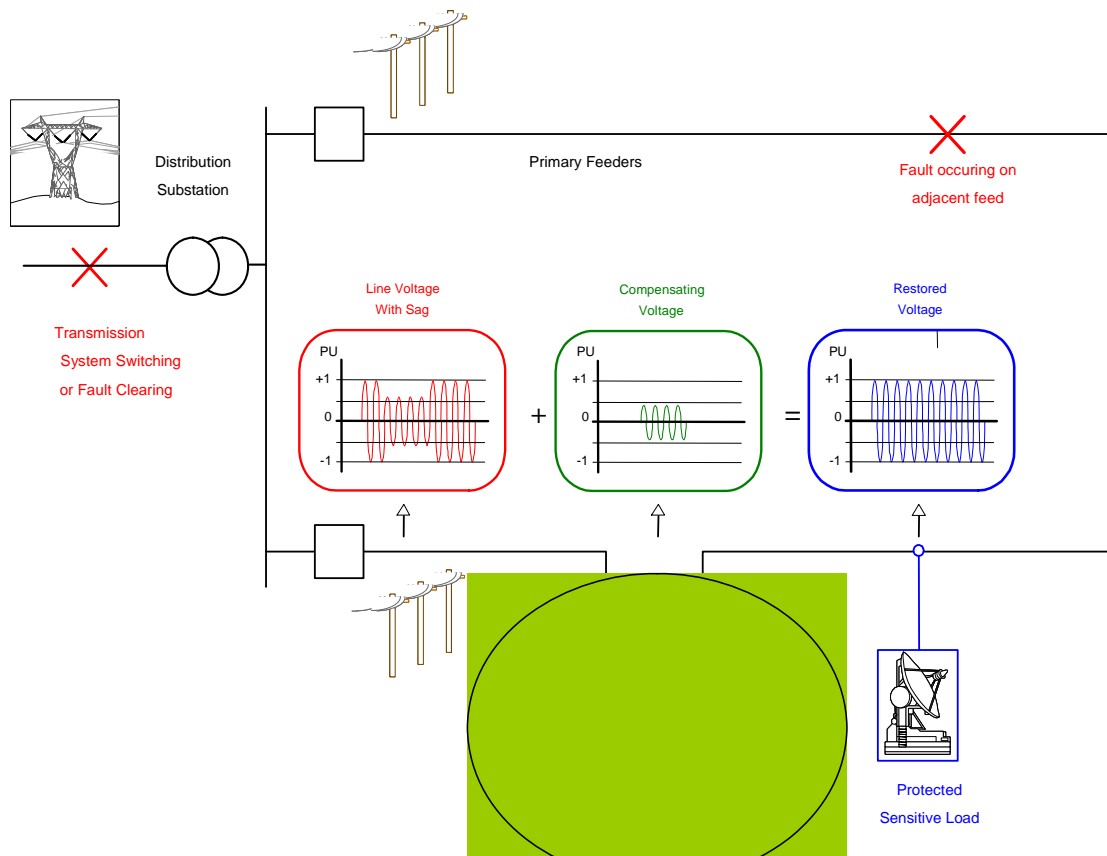 Distribution
Substation
Primary Feeders
Fault occuring on
adjacent feed
Transmission
System Switching
or Fault Clearing
Line Voltage
With Sag
PU
+1
0
-1
+
Compensating
Voltage
PU
+1
0
-1
=
Restored
Voltage
PU
+1
0
-1
Protected
Sensitive Load